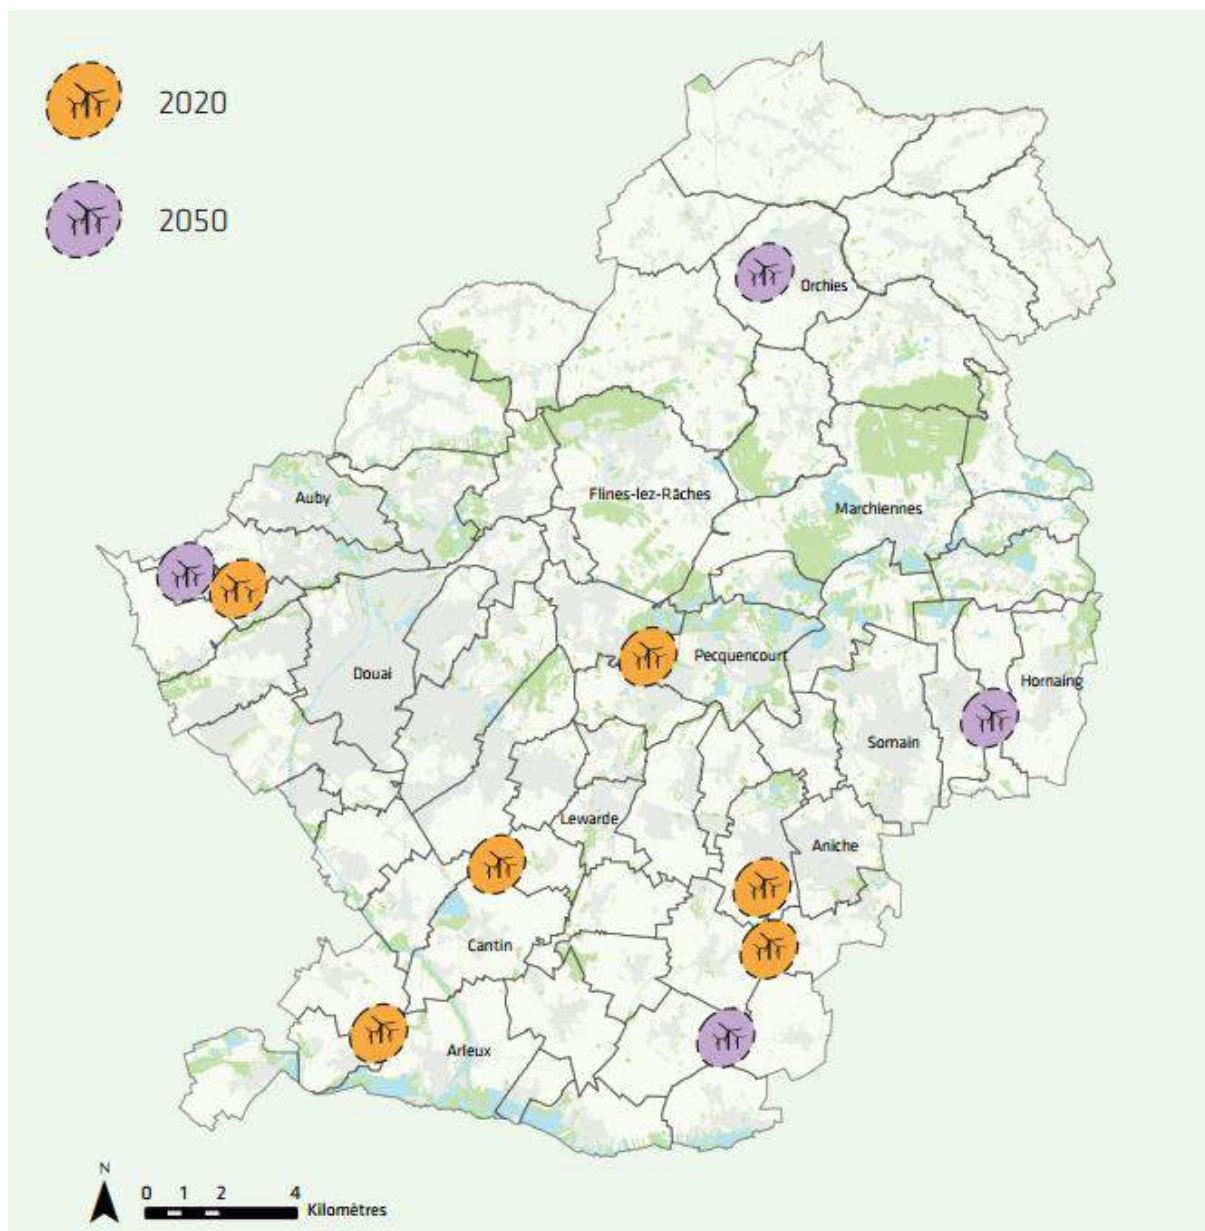 2020
2050
Orchies
Auby
Flines-lez-Râches
Marchiennes
Douai
Pecquencourt
Hornaing
Somain
Lewarde
Aniche
Cantin
Arleux
N
0 1 2 4
Kilomètres